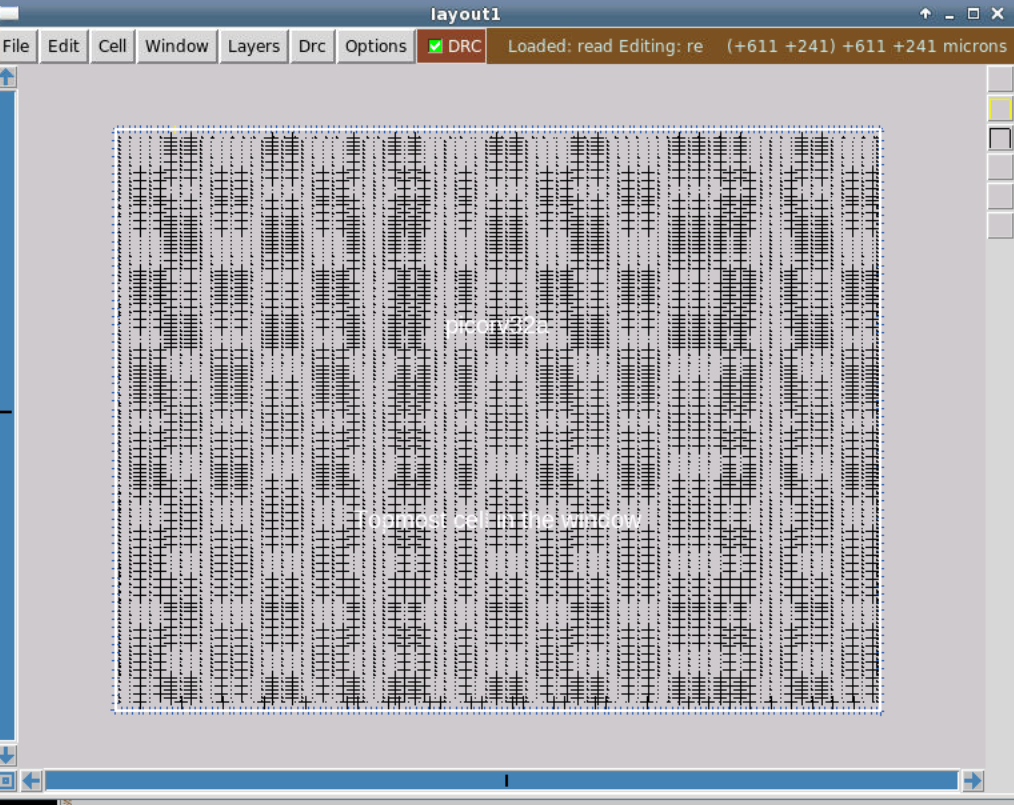 layout1
File Edit Cell Window Layers Drc Options DRC Loaded: read Editing: re (+611 +241) +611 +241 microns
picorv32a
Topmost cell in the window